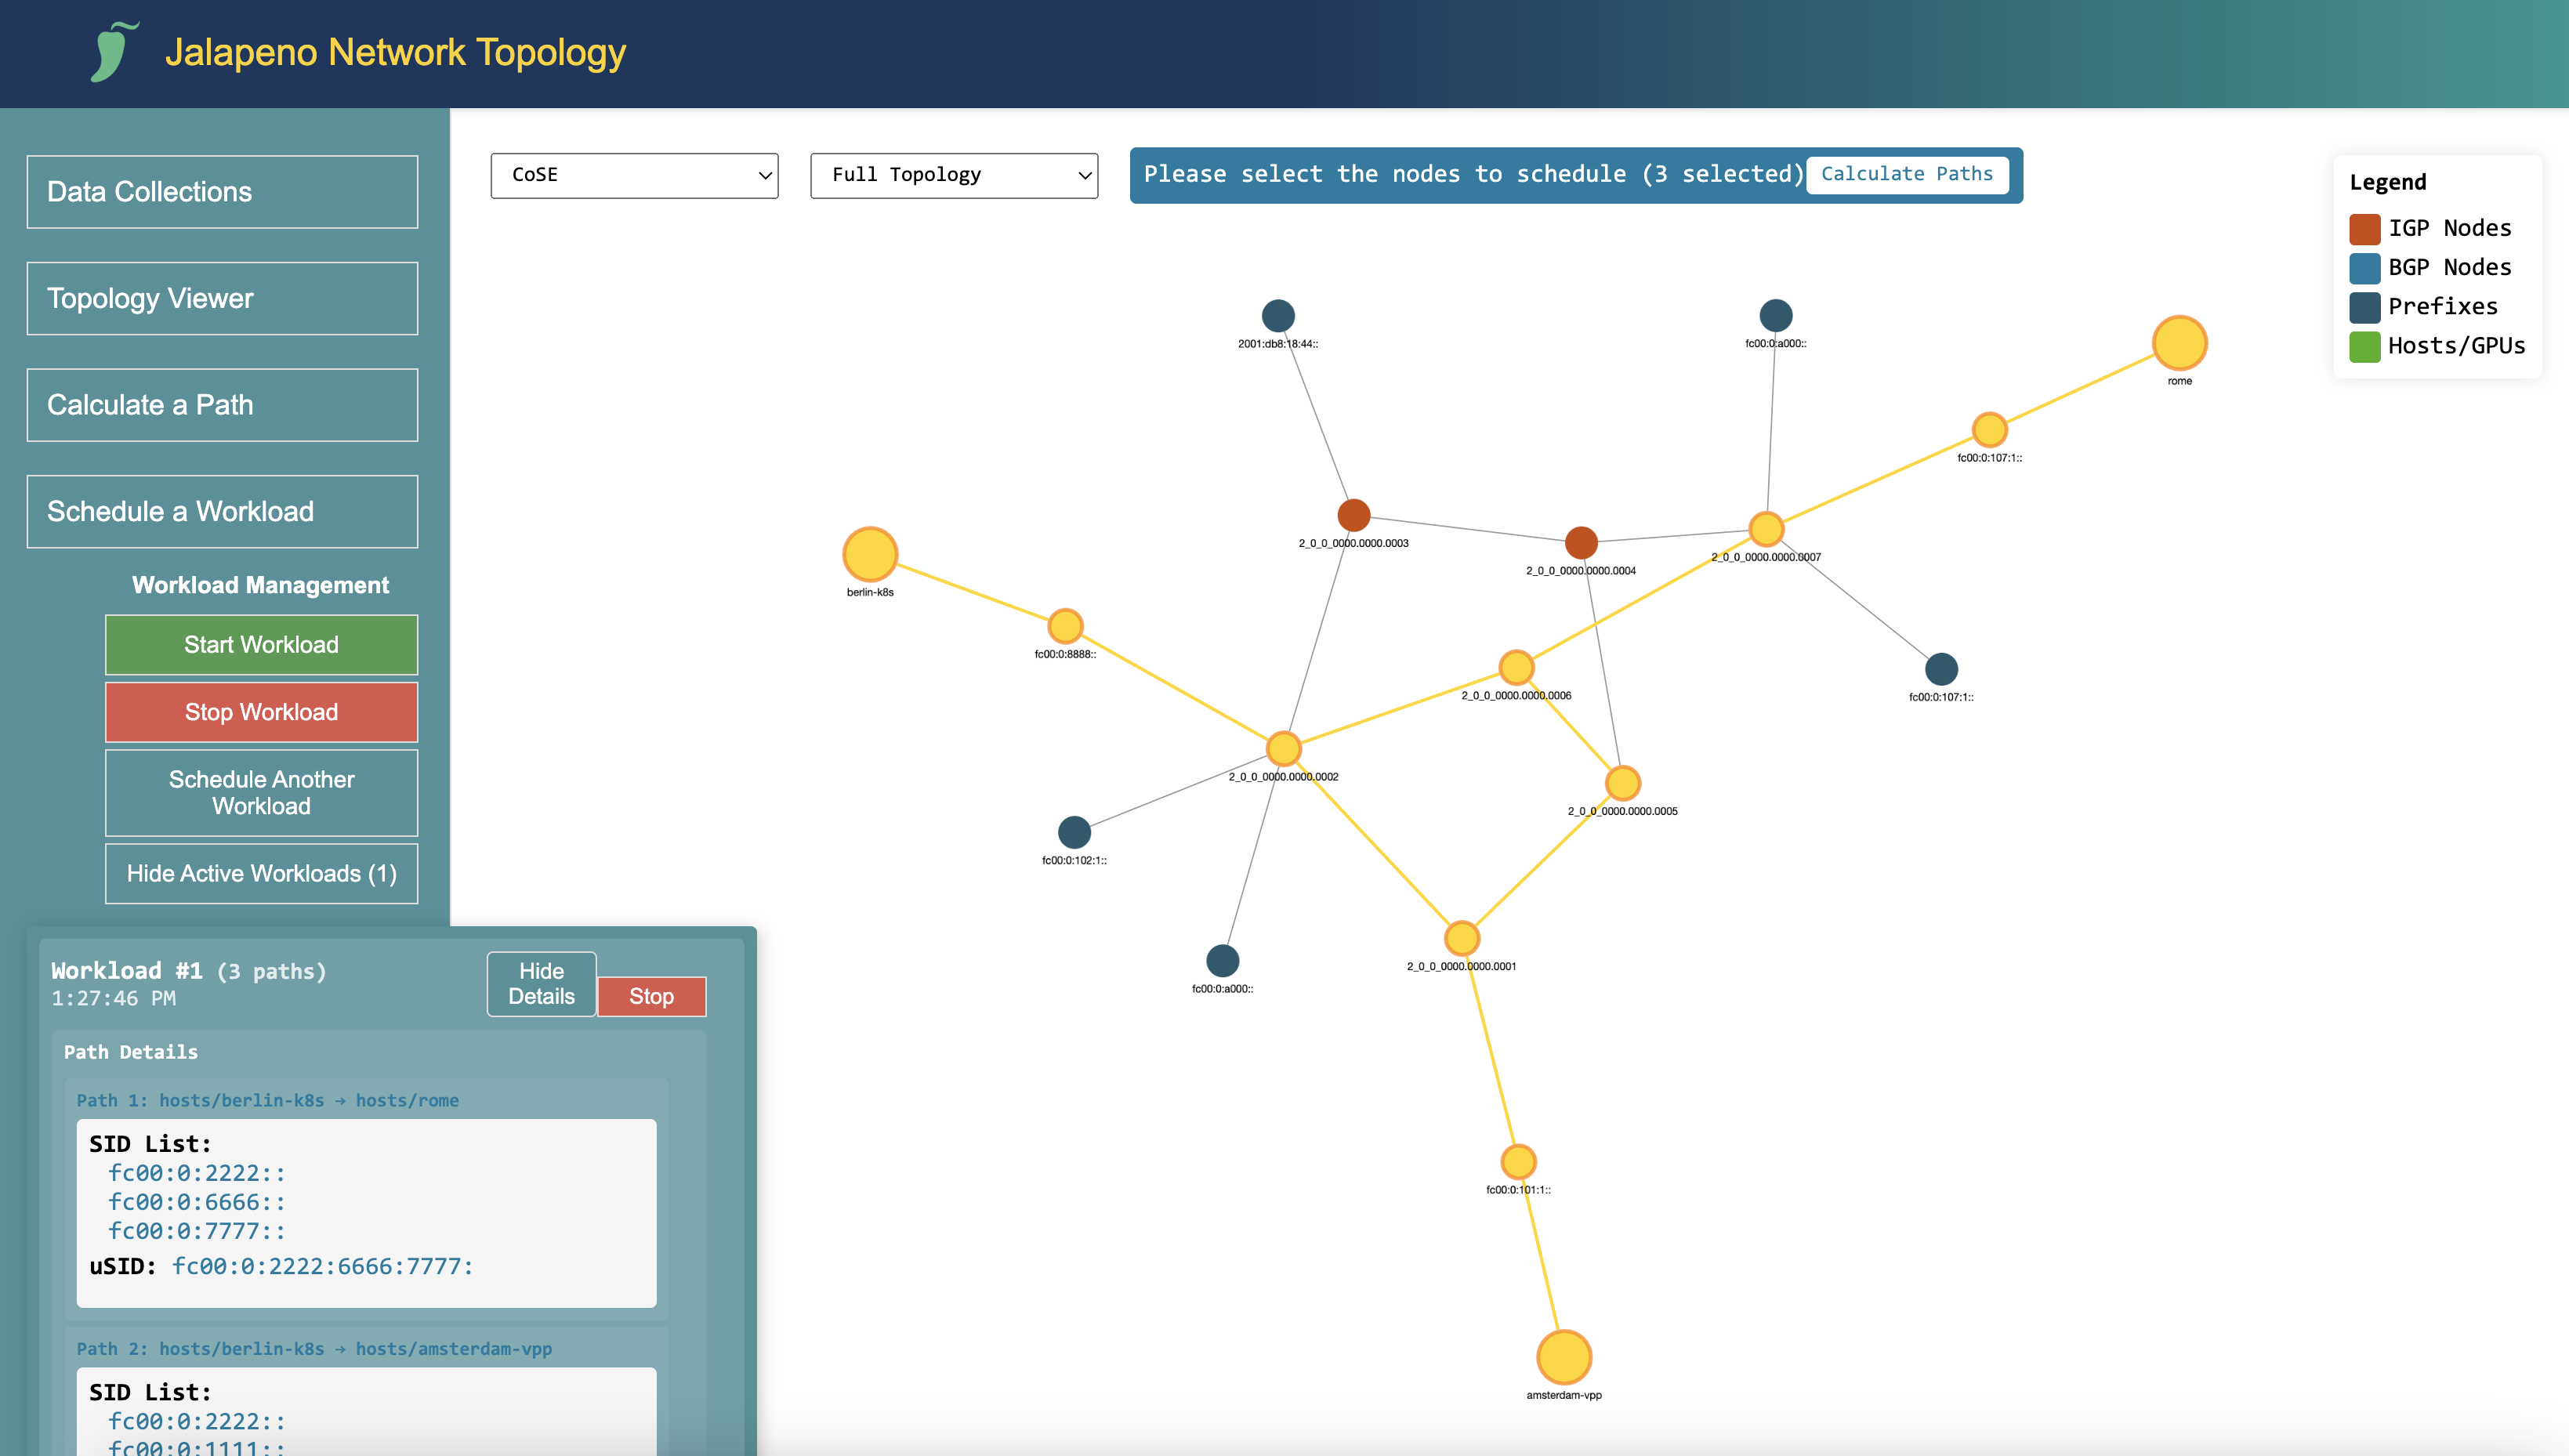 Jalapeno Network Topology
Data Collections
Topology Viewer
Calculate a Path
Schedule a Workload
Workload Management
Start Workload
Stop Workload
Schedule Another
Workload
Hide Active Workloads (1)
CoSE
Full Topology
Please select the nodes to schedule (3 selected)
Calculate Paths
Legend
IGP Nodes
BGP Nodes
Prefixes
Hosts/GPUs
2001:db8:18:44::
fc00:0:a000::
rome
fc00:0:107:1::
2_0_0_0000.0000.0003
2_0_0_0000.0000.0004
2_0_0_0000.0000.0007
berlin-k8s
fc00:0:8888::
2_0_0_0000.0000.0006
fc00:0:107:1::
2_0_0_0000.0000.0002
2_0_0_0000.0000.0005
fc00:0:102:1::
2_0_0_0000.0000.0001
fc00:0:a000::
fc00:0:101:1::
amsterdam-vpp
Workload #1 (3 paths)
1:27:46 PM
Hide
Details
Stop
Path Details
Path 1: hosts/berlin-k8s → hosts/rome
SID List:
fc00:0:2222::
fc00:0:6666::
fc00:0:7777::
uSID: fc00:0:2222:6666:7777:
Path 2: hosts/berlin-k8s → hosts/amsterdam-vpp
SID List:
fc00:0:2222::
fc00:0:1111::